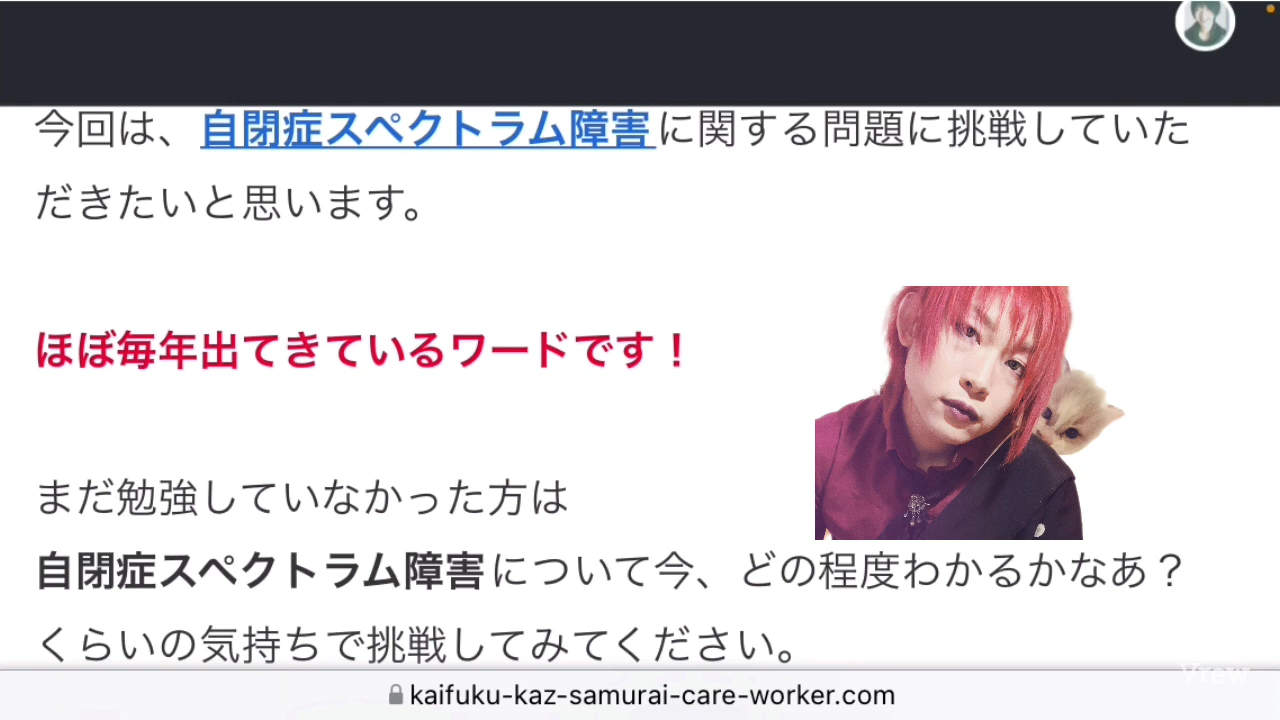 今回は、自閉症スペクトラム障害に関する問題に挑戦していた
だきたいと思います。
ほぼ毎年出てきているワードです！
まだ勉強していなかった方は
自閉症スペクトラム障害について今、どの程度わかるかなあ？
くらいの気持ちで挑戦してみてください。
Vrew
kaifuku-kaz-samurai-care-worker.com